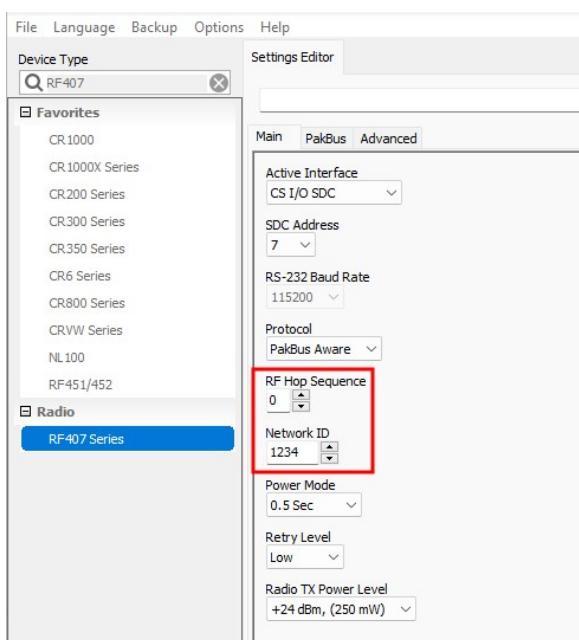 File Language Backup Options Help
Device Type
RF407
Favorites
CR1000
CR1000X Series
CR200 Series
CR300 Series
CR350 Series
CR6 Series
CR800 Series
CRVW Series
NL100
RF451/452
Radio
RF407 Series
Settings Editor
Main PakBus Advanced
Active Interface
CS I/O SDC
SDC Address
7
RS-232 Baud Rate
115200
Protocol
PakBus Aware
RF Hop Sequence
0
Network ID
1234
Power Mode
0.5 Sec
Retry Level
Low
Radio TX Power Level
+24 dBm, (250 mW)